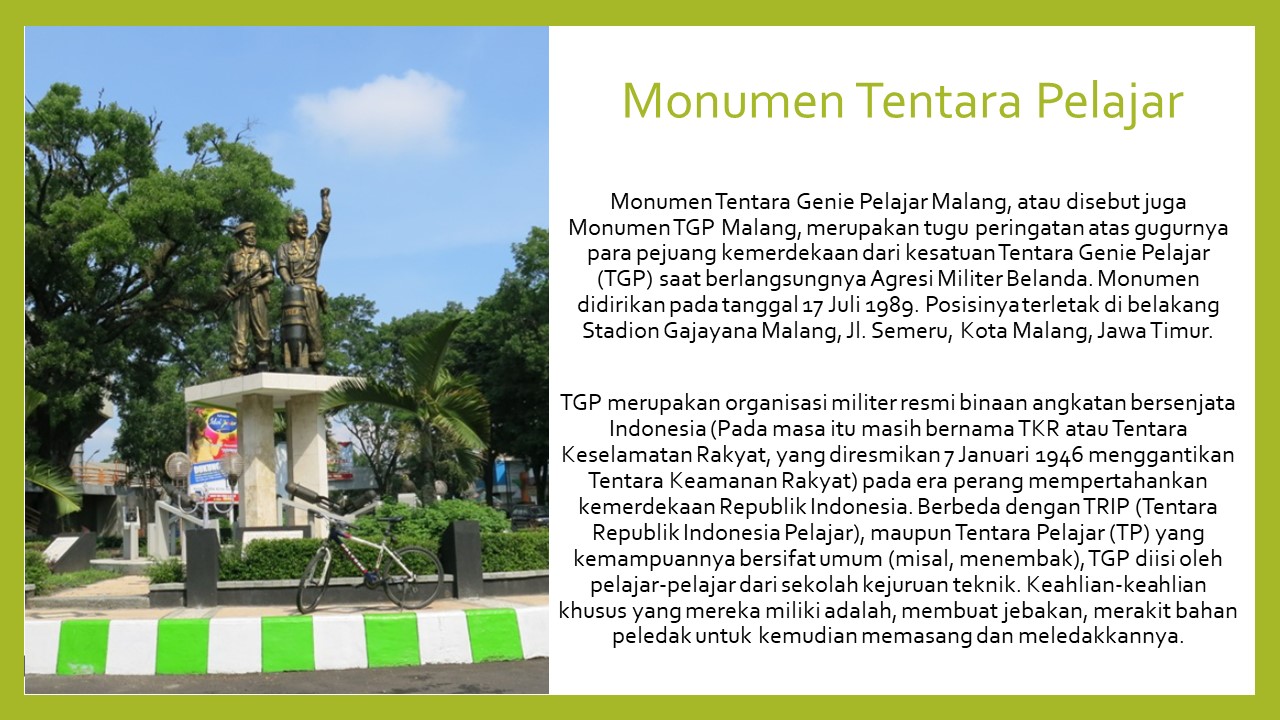 Monumen Tentara Pelajar
Monumen Tentara Genie Pelajar Malang, atau disebut juga
Monumen TGP Malang, merupakan tugu peringatan atas gugurnya
para pejuang kemerdekaan dari kesatuan Tentara Genie Pelajar
(TGP) saat berlangsungnya Agresi Militer Belanda. Monumen
didirikan pada tanggal 17 Juli 1989. Posisinya terletak di belakang
Stadion Gajayana Malang, Jl. Semeru, Kota Malang, Jawa Timur.
TGP merupakan organisasi militer resmi binaan angkatan bersenjata
Indonesia (Pada masa itu masih bernama TKR atau Tentara
Keselamatan Rakyat, yang diresmikan 7 Januari 1946 menggantikan
Tentara Keamanan Rakyat) pada era perang mempertahankan
kemerdekaan Republik Indonesia. Berbeda dengan TRIP (Tentara
Republik Indonesia Pelajar), maupun Tentara Pelajar (TP) yang
kemampuannya bersifat umum (misal, menembak), TGP diisi oleh
pelajar-pelajar dari sekolah kejuruan teknik. Keahlian-keahlian
khusus yang mereka miliki adalah, membuat jebakan, merakit bahan
peledak untuk kemudian memasang dan meledakkannya.
DUKUNG